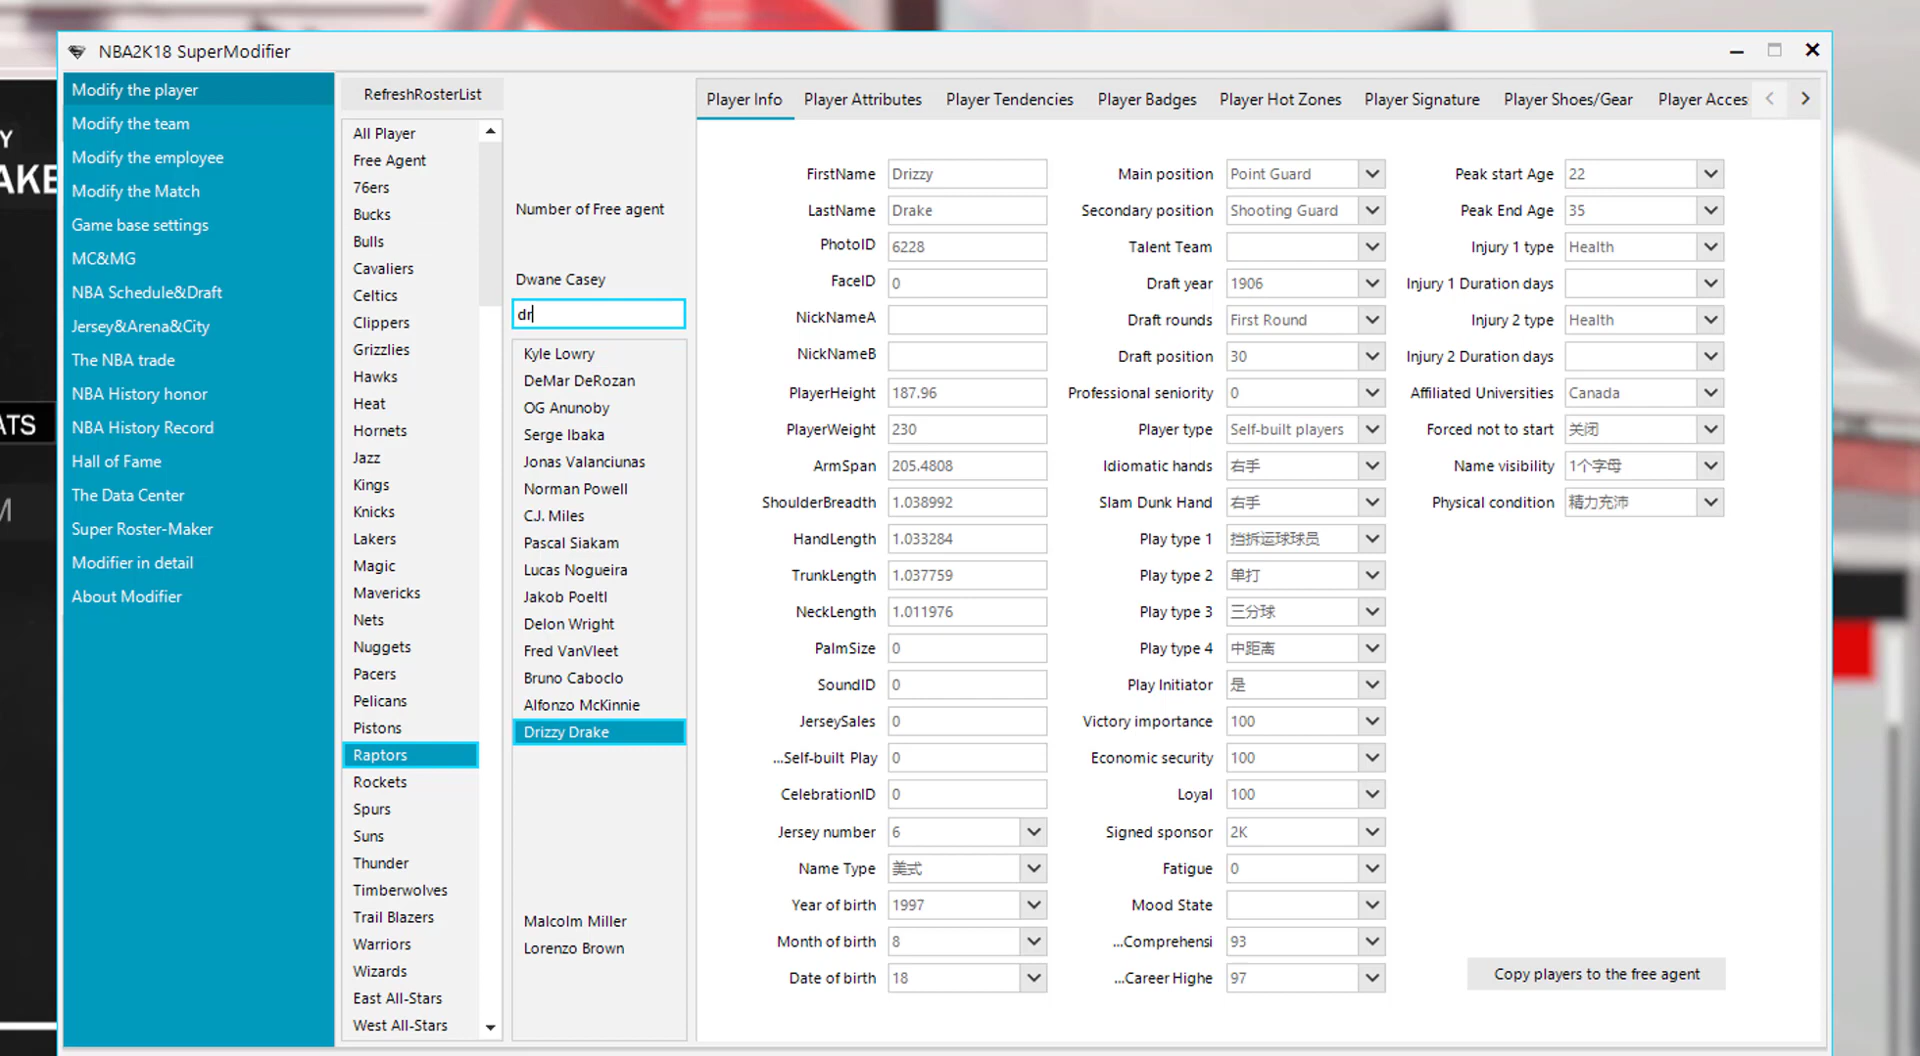 NBA2K18 SuperModifier
Modify the player
Modify the team
Modify the employee
Modify the Match
Game base settings
MC&MG
NBA Schedule&Draft
Jersey&Arena&City
The NBA trade
NBA History honor
NBA History Record
Hall of Fame
The Data Center
Super Roster-Maker
Modifier in detail
About Modifier
Y
AKE
ATS
M
RefreshRosterList
All Player
Free Agent
76ers
Bucks
Bulls
Cavaliers
Celtics
Clippers
Grizzlies
Hawks
Heat
Hornets
Jazz
Kings
Knicks
Lakers
Magic
Mavericks
Nets
Nuggets
Pacers
Pelicans
Pistons
Raptors
Rockets
Spurs
Suns
Thunder
Timberwolves
Trail Blazers
Warriors
Wizards
East All-Stars
West All-Stars
Number of Free agent
Dwane Casey
dr
Kyle Lowry
DeMar DeRozan
OG Anunoby
Serge Ibaka
Jonas Valanciunas
Norman Powell
C.J. Miles
Pascal Siakam
Lucas Nogueira
Jakob Poeltl
Delon Wright
Fred VanVleet
Bruno Caboclo
Alfonzo McKinnie
Drizzy Drake
Malcolm Miller
Lorenzo Brown
Player Info Player Attributes Player Tendencies Player Badges Player Hot Zones Player Signature Player Shoes/Gear Player Acces
FirstName Drizzy
LastName Drake
PhotoID 6228
FaceID 0
NickNameA
NickNameB
PlayerHeight 187.96
PlayerWeight 230
ArmSpan 205.4808
ShoulderBreadth 1.038992
HandLength 1.033284
TrunkLength 1.037759
NeckLength 1.011976
PalmSize 0
SoundID 0
JerseySales 0
...Self-built Play 0
CelebrationID 0
Jersey number 6
Name Type 美式
Year of birth 1997
Month of birth 8
Date of birth 18
Main position Point Guard
Secondary position Shooting Guard
Talent Team
Draft year 1906
Draft rounds First Round
Draft position 30
Professional seniority 0
Player type Self-built players
Idiomatic hands 右手
Slam Dunk Hand 右手
Play type 1 挡拆运球球员
Play type 2 单打
Play type 3 三分球
Play type 4 中距离
Play Initiator 是
Victory importance 100
Economic security 100
Loyal 100
Signed sponsor 2K
Fatigue 0
Mood State
...Comprehensi 93
...Career Highe 97
Peak start Age 22
Peak End Age 35
Injury 1 type Health
Injury 1 Duration days
Injury 2 type Health
Injury 2 Duration days
Affiliated Universities Canada
Forced not to start 关闭
Name visibility 1个字母
Physical condition 精力充沛
Copy players to the free agent